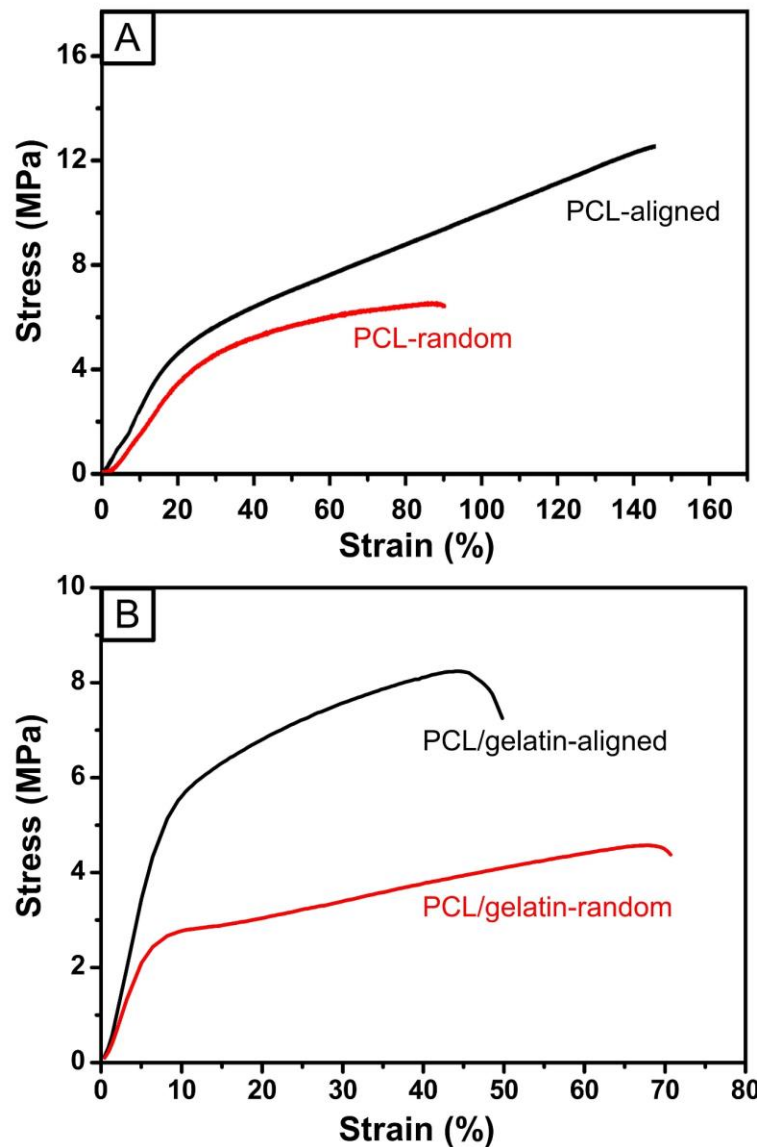 A
Stress (MPa)
16
12
8
4
0
PCL-aligned
PCL-random
0 20 40 60 80 100 120 140 160
Strain (%)
B
Stress (MPa)
10
8
6
4
2
0
PCL/gelatin-aligned
PCL/gelatin-random
0 10 20 30 40 50 60 70 80
Strain (%)